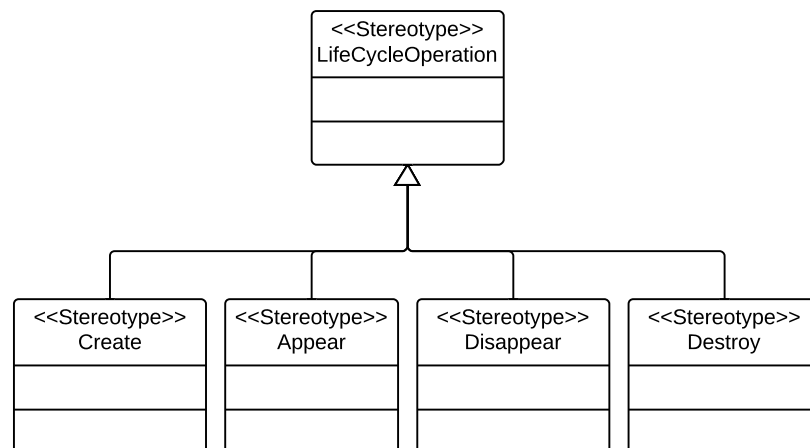 <<Stereotype>>
LifeCycleOperation
<<Stereotype>>
Create
<<Stereotype>>
Appear
<<Stereotype>>
Disappear
<<Stereotype>>
Destroy